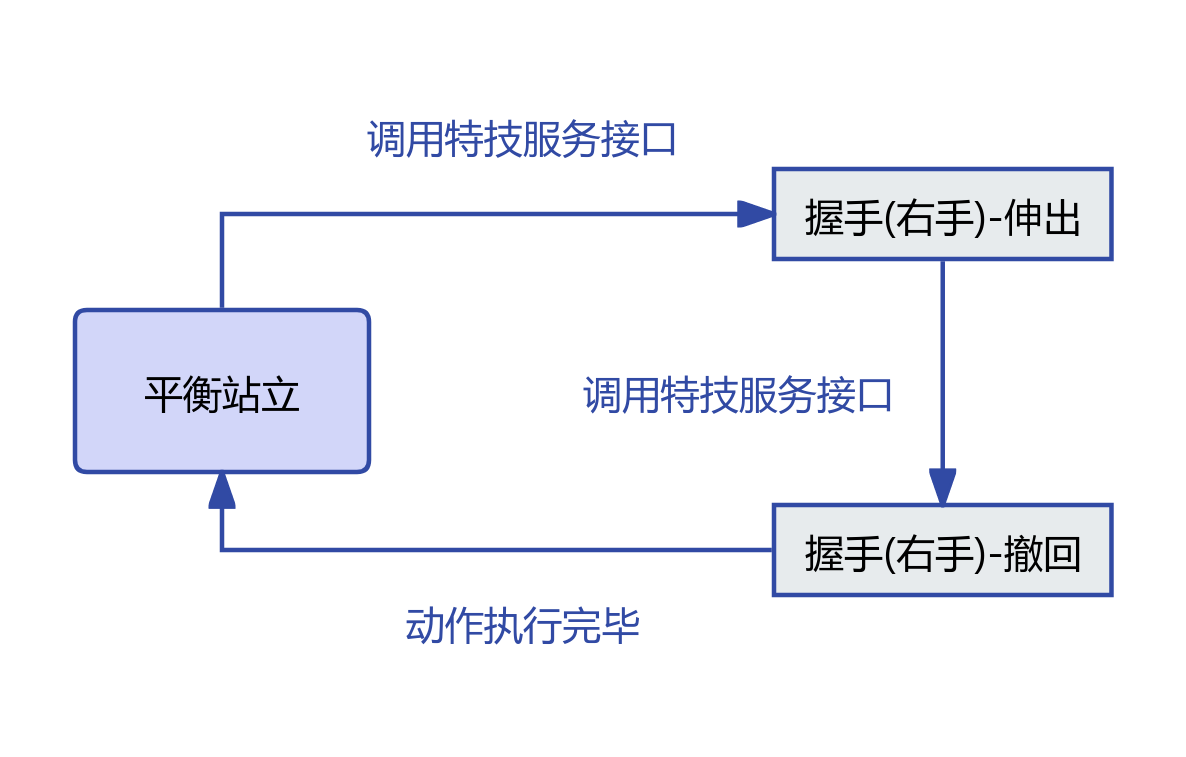 调用特技服务接口
握手(右手)-伸出
平衡站立
调用特技服务接口
握手(右手)-撤回
动作执行完毕